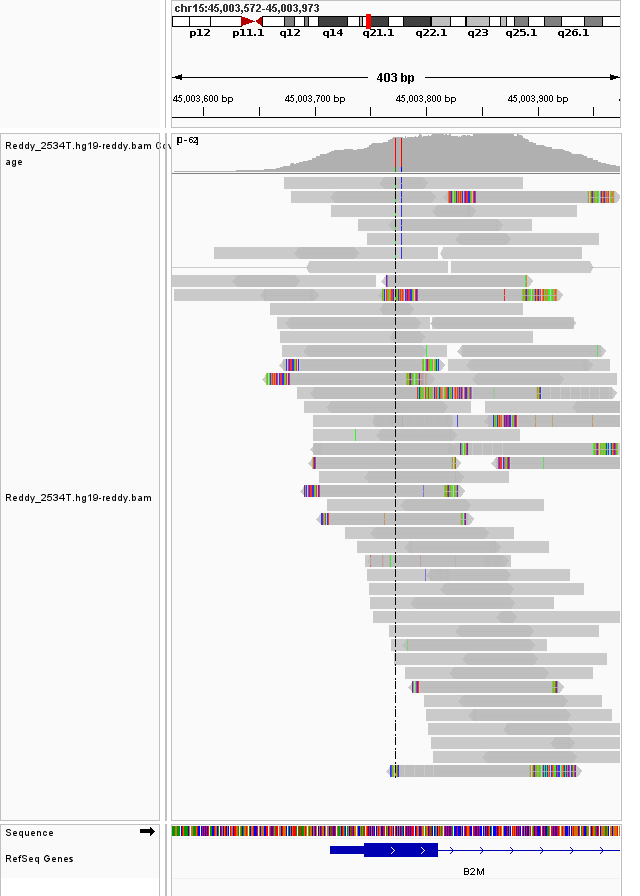 chr15:45,003,572-45,003,973
p12 p11.1 q12 q14 q21.1 q22.1 q23 q25.1 q26.1
403 bp
45,003,600 bp 45,003,700 bp 45,003,800 bp 45,003,900 bp
Reddy_2534T.hg19-reddy.bam Cov
age
[0-62]
Reddy_2534T.hg19-reddy.bam
Sequence
RefSeq Genes
B2M